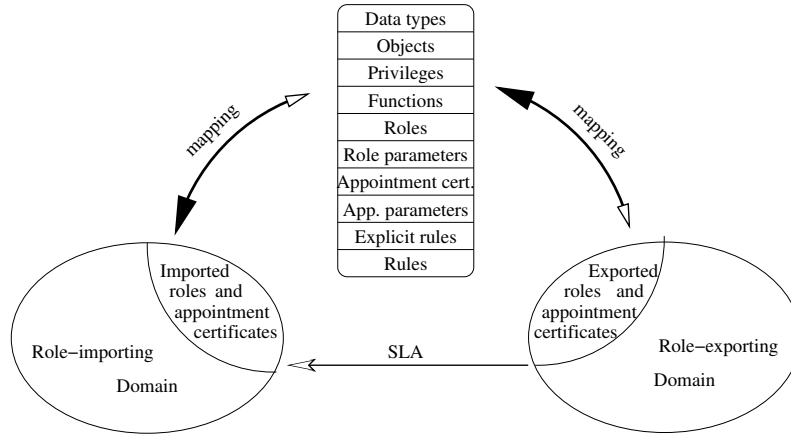 Data types
Objects
Privileges
Functions
Roles
Role parameters
Appointment cert.
App. parameters
Explicit rules
Rules
mapping
mapping
Imported
roles and
appointment
certificates
Role−importing
Domain
SLA
Exported
roles and
appointment
certificates
Role−exporting
Domain